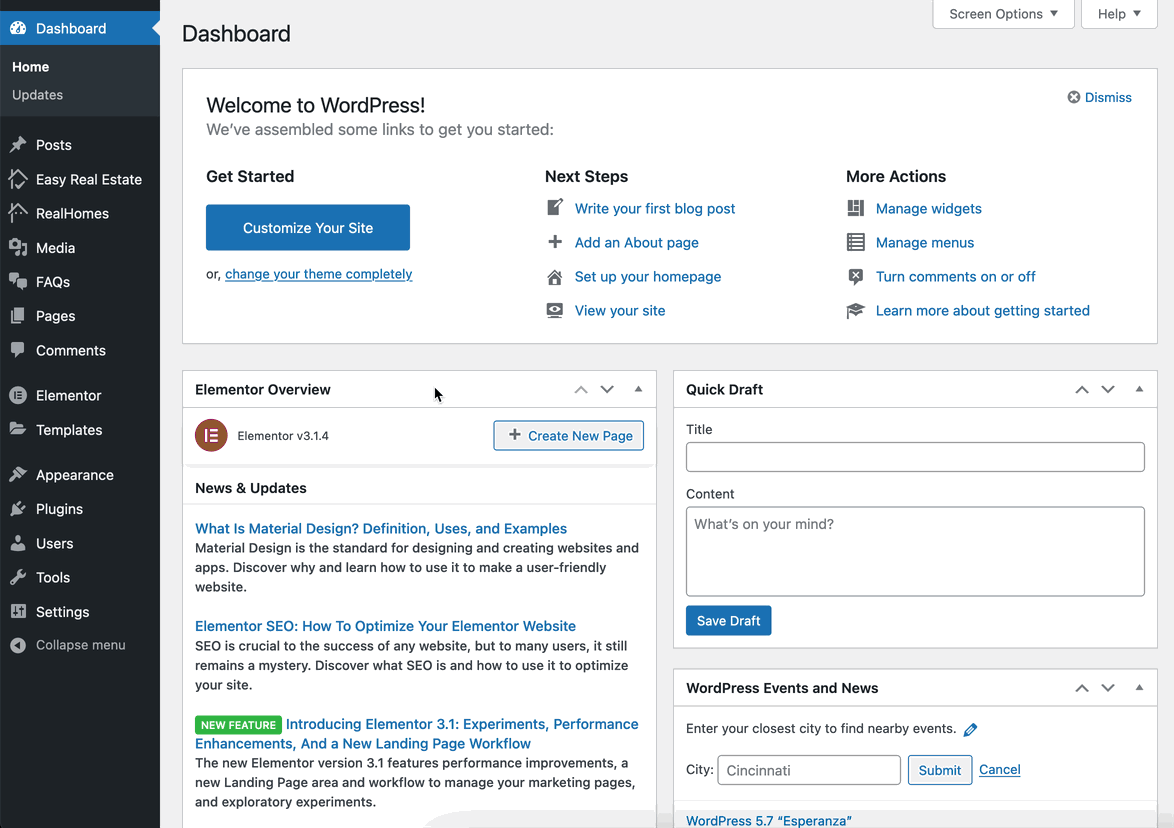 Dashboard
Home
Updates
Posts
Easy Real Estate
RealHomes
Media
FAQs
Pages
Comments
Elementor
Templates
Appearance
Plugins
Users
Tools
Settings
Collapse menu
Screen Options
Help
Dashboard
Welcome to WordPress!
We've assembled some links to get you started:
Dismiss
Get Started
Customize Your Site
or, change your theme completely
Next Steps
Write your first blog post
Add an About page
Set up your homepage
View your site
More Actions
Manage widgets
Manage menus
Turn comments on or off
Learn more about getting started
Elementor Overview
Elementor v3.1.4
Create New Page
News & Updates
What Is Material Design? Definition, Uses, and Examples
Material Design is the standard for designing and creating websites and
apps. Discover why and learn how to use it to make a user-friendly
website.
Elementor SEO: How To Optimize Your Elementor Website
SEO is crucial to the success of any website, but to many users, it still
remains a mystery. Discover what SEO is and how to use it to optimize
your site.
NEW FEATURE Introducing Elementor 3.1: Experiments, Performance
Enhancements, And a New Landing Page Workflow
The new Elementor version 3.1 features performance improvements, a
new Landing Page area and workflow to manage your marketing pages,
and exploratory experiments.
Quick Draft
Title
Content
What's on your mind?
Save Draft
WordPress Events and News
Enter your closest city to find nearby events.
City: Cincinnati Submit Cancel
WordPress 5.7 “Esperanza”